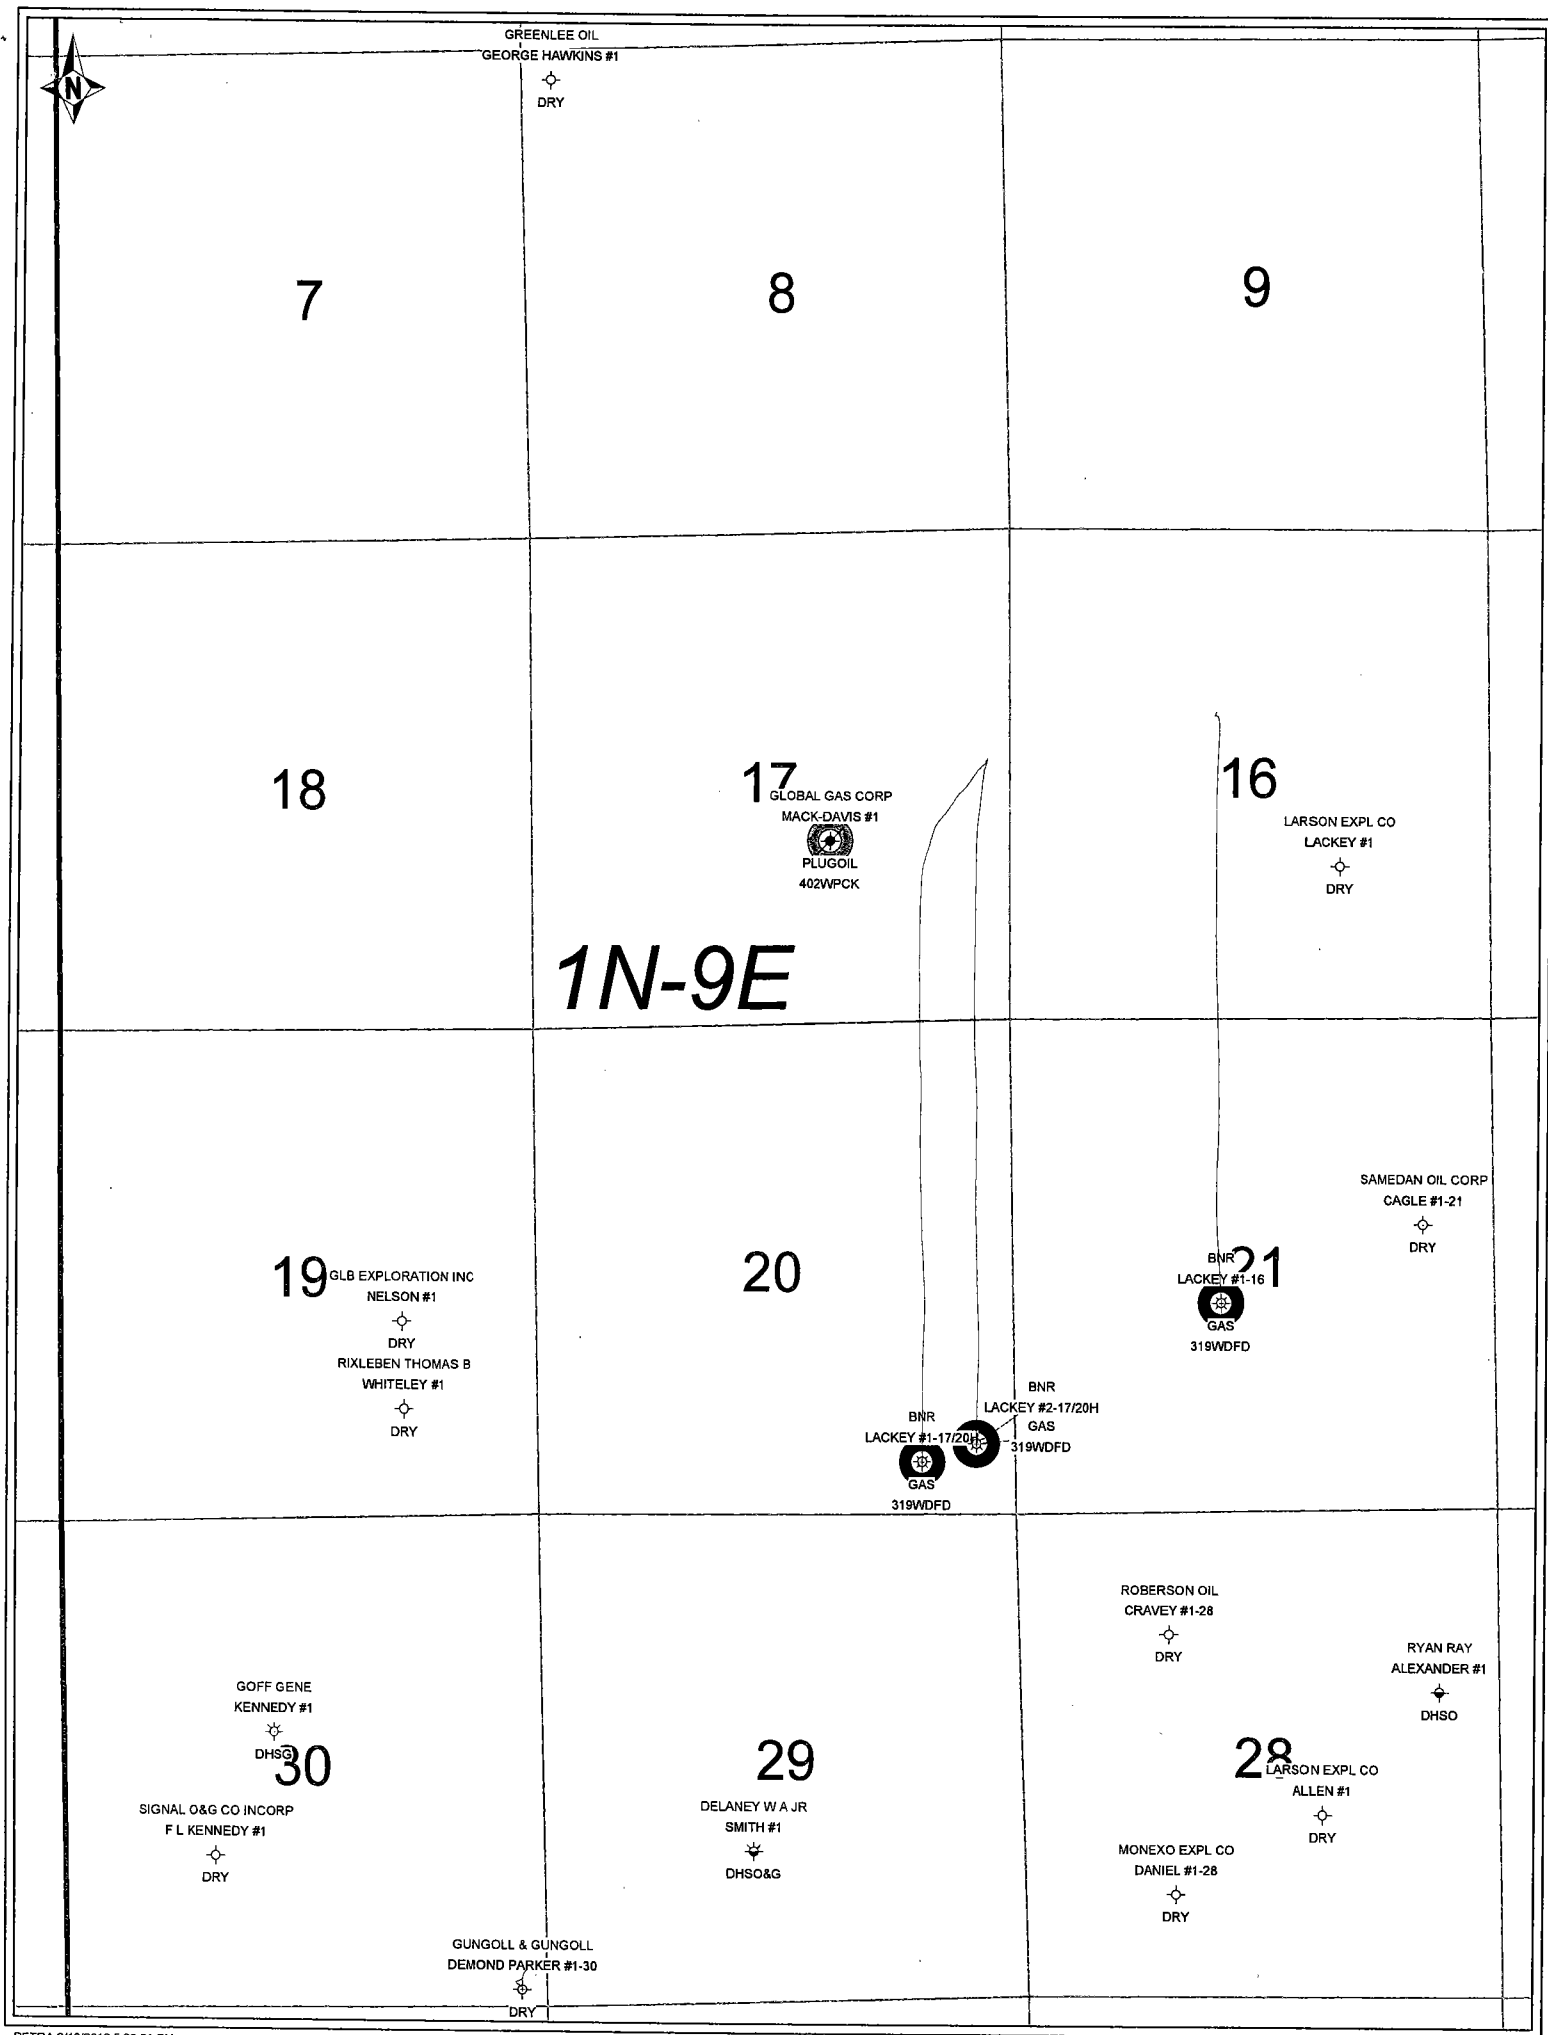 GREENLEE OIL
GEORGE HAWKINS #1
DRY
N
7
8
9
18
17
GLOBAL GAS CORP
MACK-DAVIS #1
PLUGOIL
402WPCK
16
LARSON EXPL CO
LACKEY #1
DRY
1N-9E
SAMEDAN OIL CORP
CAGLE #1-21
DRY
19
GLB EXPLORATION INC
NELSON #1
DRY
RIXLEBEN THOMAS B
WHITELEY #1
DRY
20
21
BNR
LACKEY #1-16
GAS
319WDFD
BNR
LACKEY #2-17/20H
GAS
319WDFD
BNR
LACKEY #1-17/20H
GAS
319WDFD
ROBERSON OIL
CRAVEY #1-28
DRY
RYAN RAY
ALEXANDER #1
DHSO
GOFF GENE
KENNEDY #1
DHSG
30
29
28
LARSON EXPL CO
ALLEN #1
DRY
SIGNAL O&G CO INCORP
F L KENNEDY #1
DRY
DELANEY W A JR
SMITH #1
DHSO&G
MONEXO EXPL CO
DANIEL #1-28
DRY
GUNGOLL & GUNGOLL
DEMOND PARKER #1-30
DRY